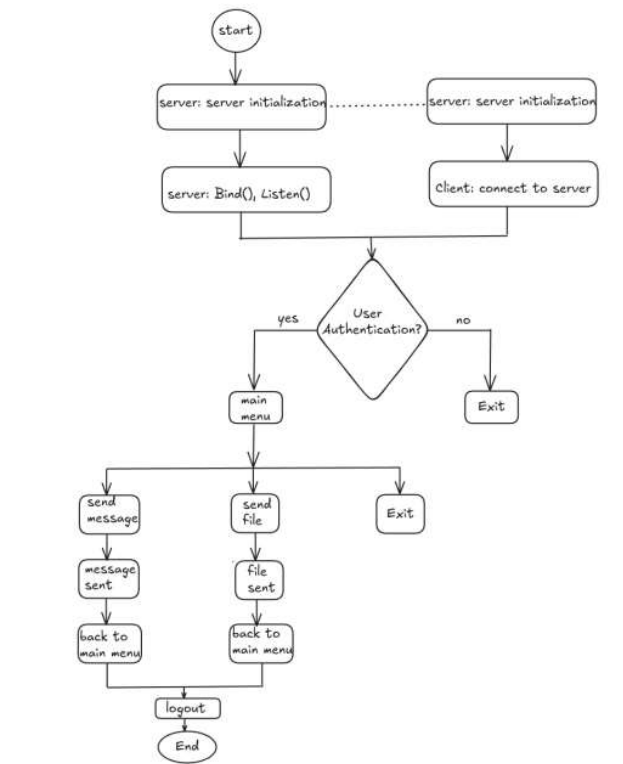 start
server: server initialization
server: server initialization
server: Bind(), Listen()
Client: connect to server
User
Authentication?
yes
no
main
menu
Exit
send
message
send
file
Exit
message
sent
file
sent
back to
main menu
back to
main menu
logout
End